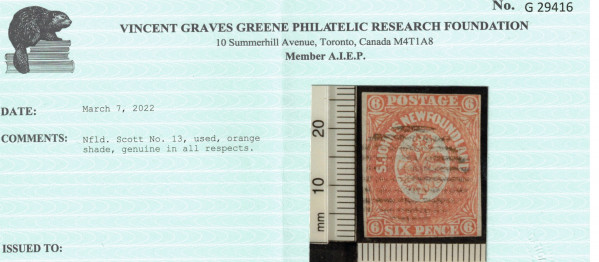 No. G 29416
VINCENT GRAVES GREENE PHILATELIC RESEARCH FOUNDATION
10 Summerhill Avenue, Toronto, Canada M4T1A8
Member A.I.E.P.
DATE: March 7, 2022
COMMENTS: Nfld. Scott No. 13, used, orange
shade, genuine in all respects.
20
10
mm
6 POSTAGE 6
ST. JOHN'S NEWFOUNDLAND
6 SIX PENCE 6
ISSUED TO: